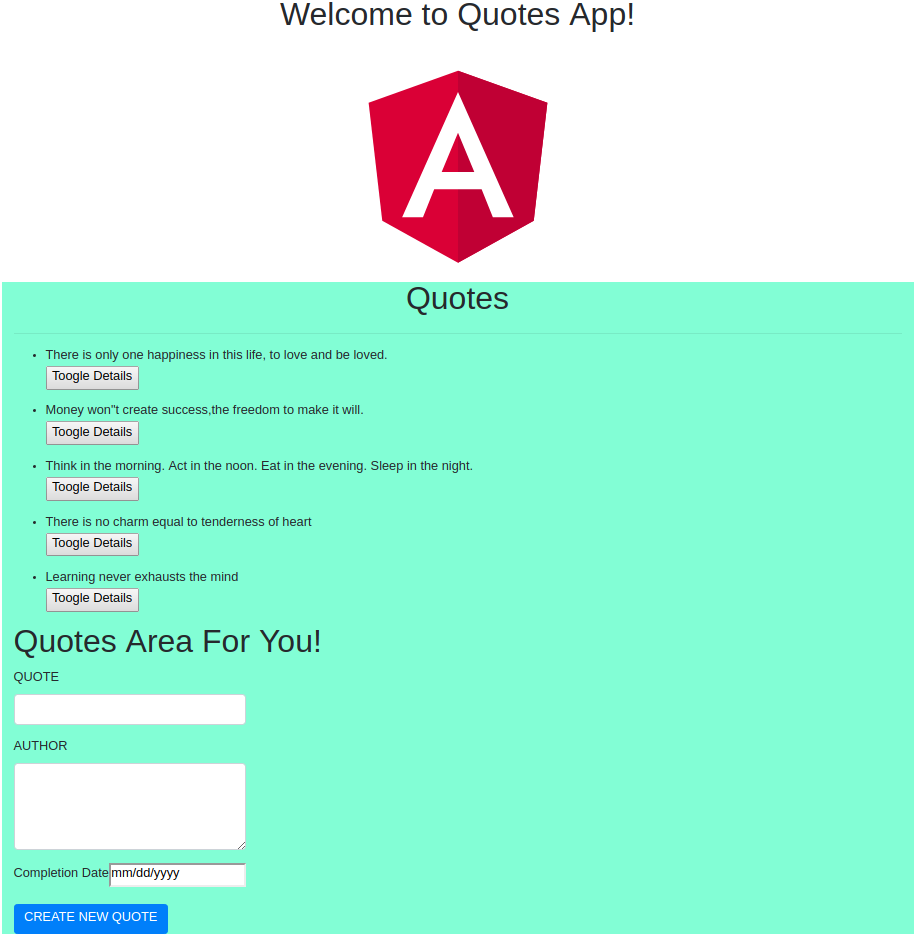 Welcome to Quotes App!
A
Quotes
• There is only one happiness in this life, to love and be loved.
Toogle Details
• Money won"t create success,the freedom to make it will.
Toogle Details
• Think in the morning. Act in the noon. Eat in the evening. Sleep in the night.
Toogle Details
• There is no charm equal to tenderness of heart
Toogle Details
• Learning never exhausts the mind
Toogle Details
Quotes Area For You!
QUOTE
AUTHOR
Completion Date mm/dd/yyyy
CREATE NEW QUOTE